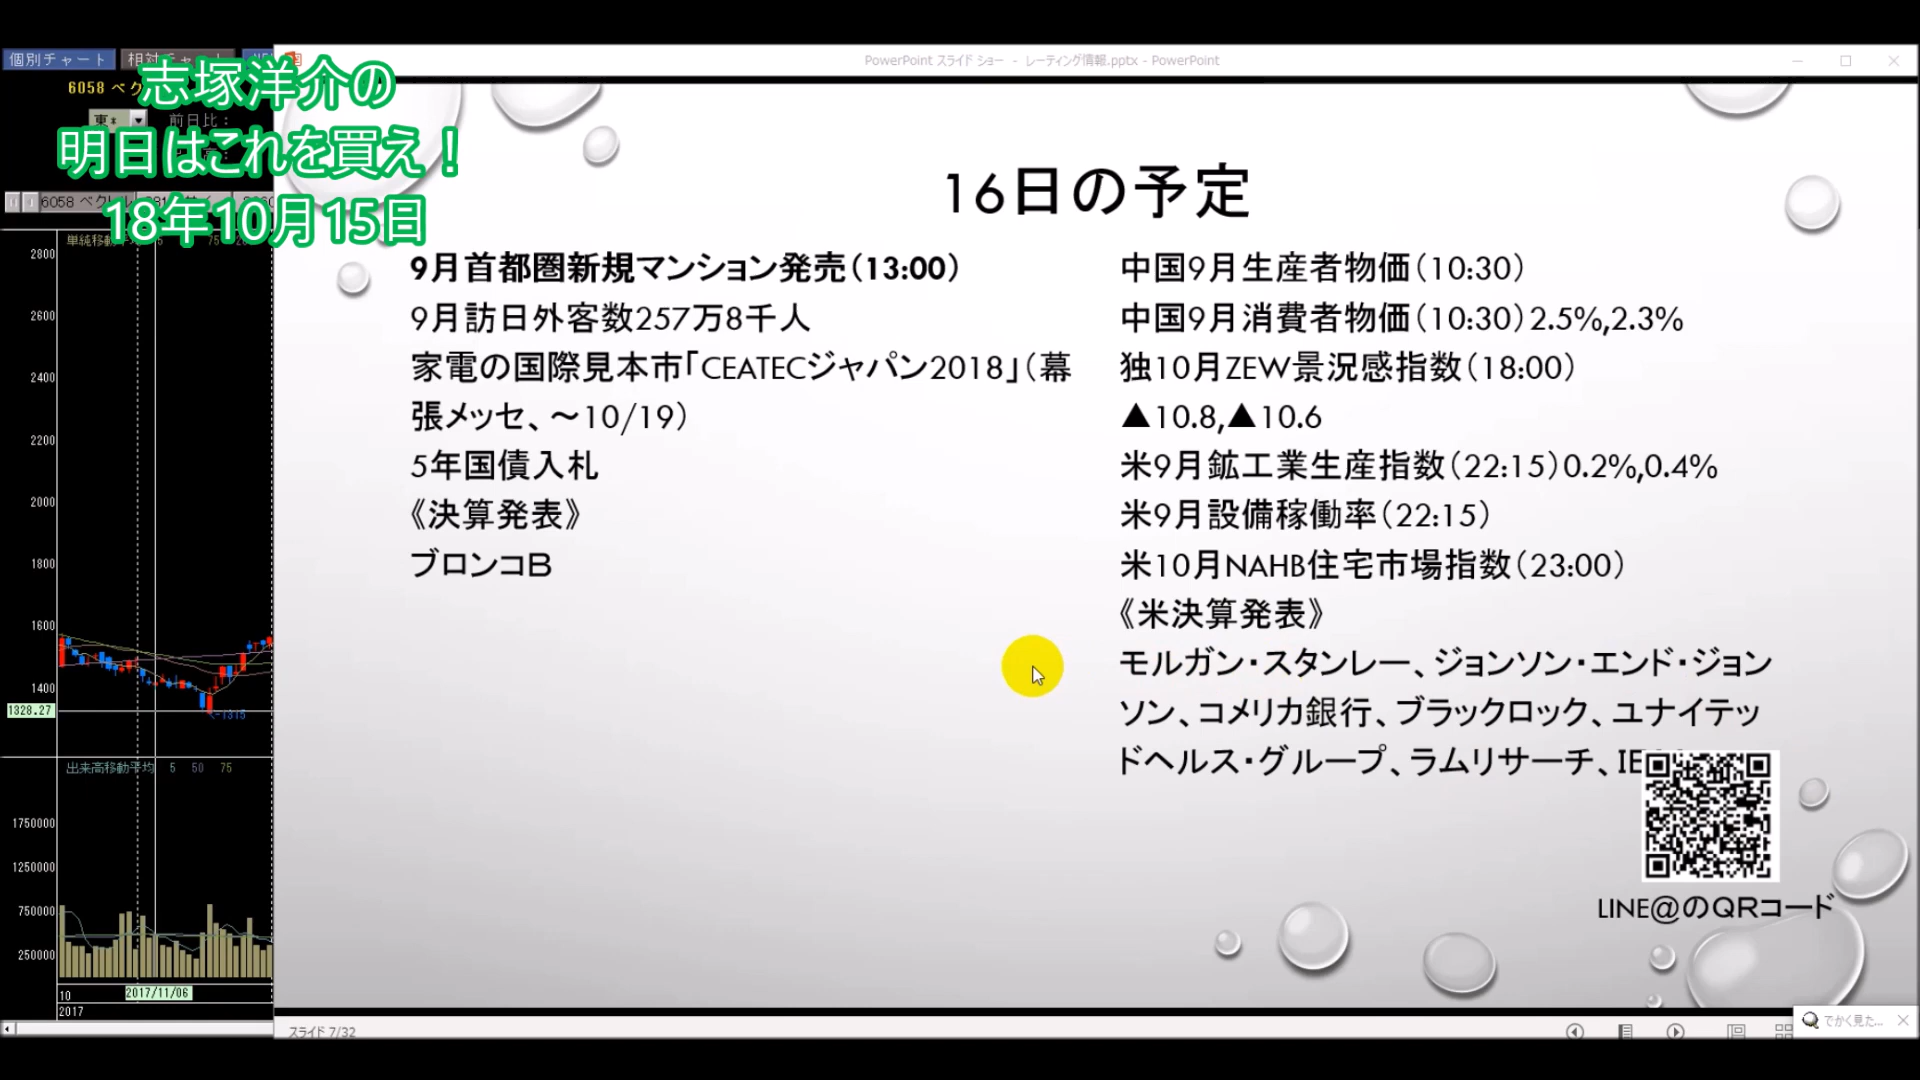 PowerPoint スライド ショー - レーティング情報.pptx - PowerPoint
個別チャート
志塚洋介の
明日はこれを買え！
18年10月15日
6058
前日比：
6058 ベクトル
16日の予定
9月首都圏新規マンション発売（13:00）
9月訪日外客数257万8千人
家電の国際見本市「CEATECジャパン2018」（幕
張メッセ、～10/19）
5年国債入札
《決算発表》
ブロンコB
中国9月生産者物価（10:30）
中国9月消費者物価（10:30）2.5%,2.3%
独10月ZEW景況感指数（18:00）
▲10.8,▲10.6
米9月鉱工業生産指数（22:15）0.2%,0.4%
米9月設備稼働率（22:15）
米10月NAHB住宅市場指数（23:00）
《米決算発表》
モルガン・スタンレー、ジョンソン・エンド・ジョン
ソン、コメリカ銀行、ブラックロック、ユナイテッ
ドヘルス・グループ、ラムリサーチ、
LINE@のQRコード
2800
2600
2400
2200
2000
1800
1600
1400
1328.27
←1315
出来高移動平均 5 50 75
1750000
1250000
750000
250000
10
2017/11/06
2017
スライド 7/32
でかく見た...